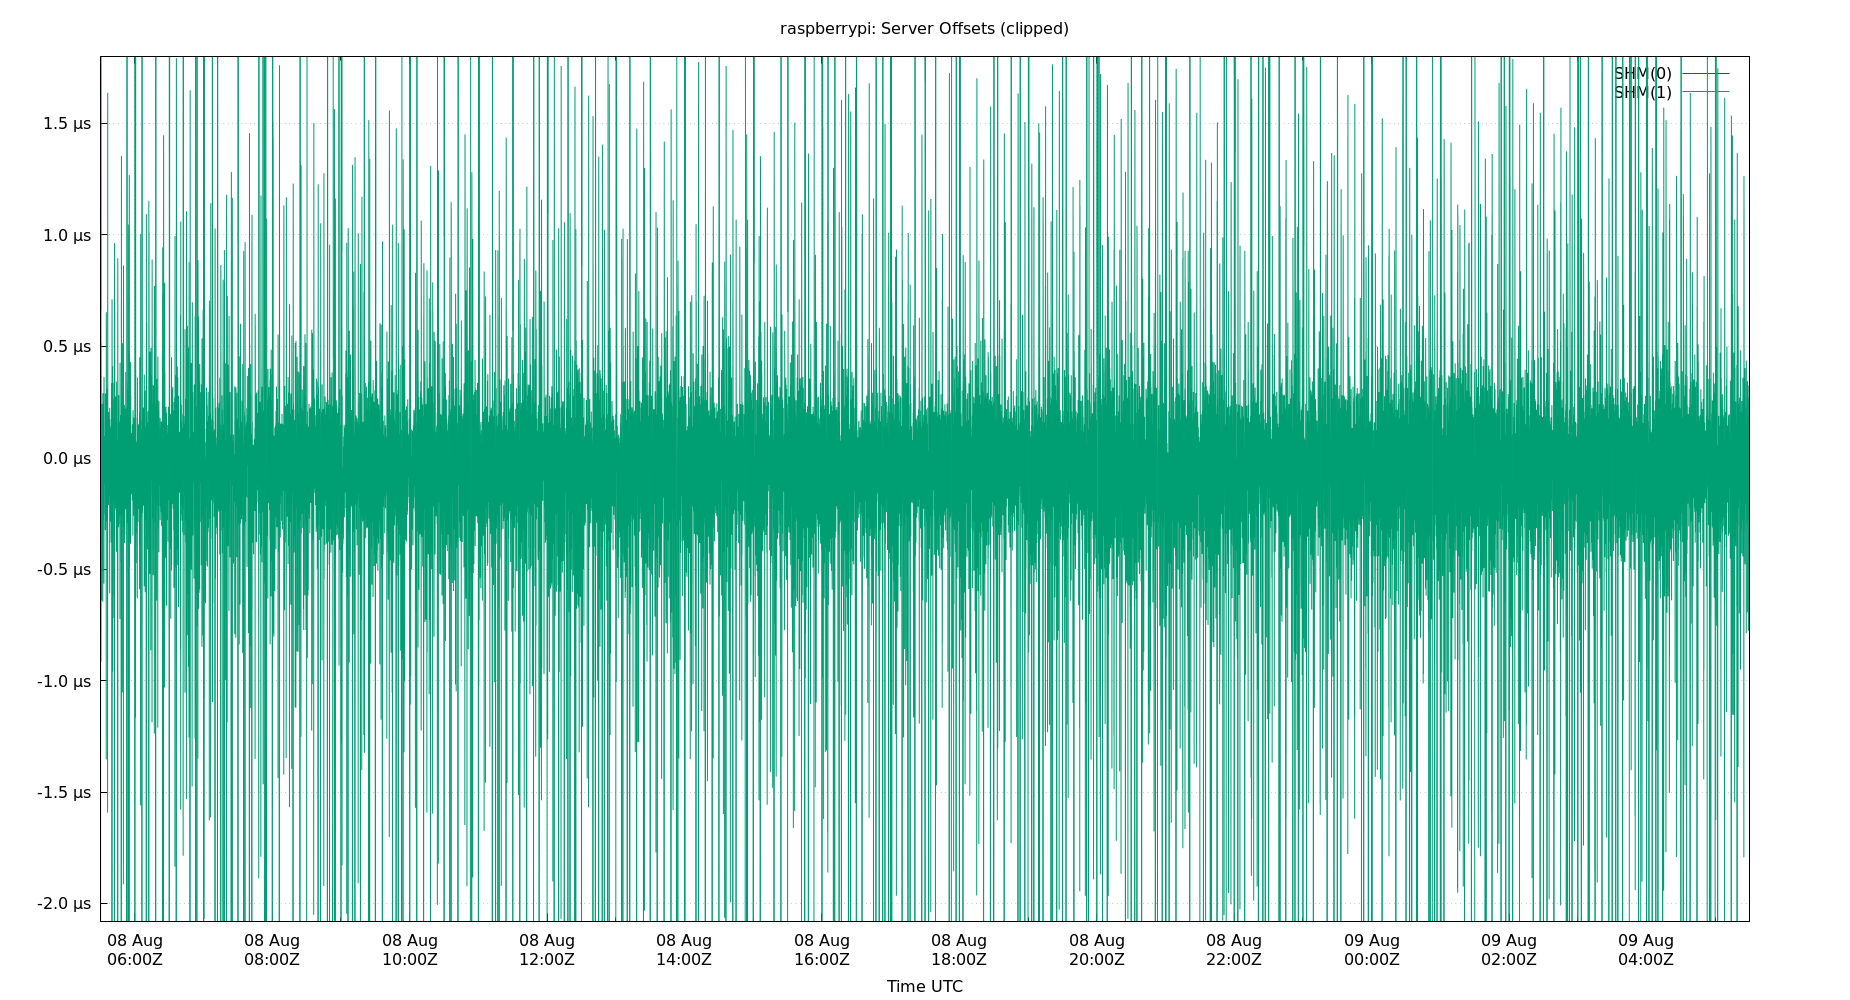 raspberrypi: Server Offsets (clipped)
SHM(0)
SHM(1)
1.5 µs
1.0 µs
0.5 µs
0.0 µs
-0.5 µs
-1.0 µs
-1.5 µs
-2.0 µs
08 Aug 08 Aug 08 Aug 08 Aug 08 Aug 08 Aug 08 Aug 08 Aug 08 Aug 09 Aug 09 Aug 09 Aug
06:00Z 08:00Z 10:00Z 12:00Z 14:00Z 16:00Z 18:00Z 20:00Z 22:00Z 00:00Z 02:00Z 04:00Z
Time UTC